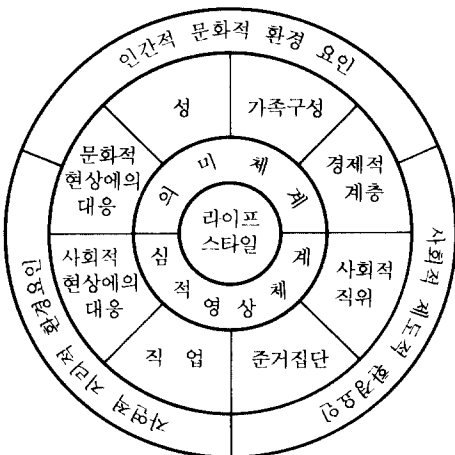 인간적 문화적 환경 요인
성
가족구성
문화적
현상에의
대응
경제적
계층
의미체계
라이프
스타일
심적영상체계
사회적
현상에의
대응
사회적
직위
직 업
준거집단
자연적 지리적 환경요인
사회적 제도적 환경요인